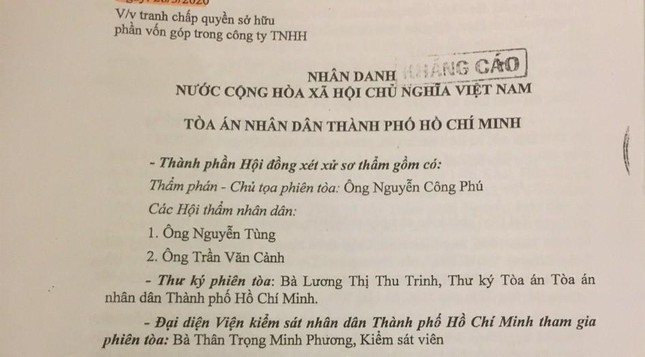 V/v tranh chấp quyền sở hữu
phần vốn góp trong công ty TNHH
KHÁNG CÁO
NHÂN DANH
NƯỚC CỘNG HÒA XÃ HỘI CHỦ NGHĨA VIỆT NAM
TÒA ÁN NHÂN DÂN THÀNH PHỐ HỒ CHÍ MINH
- Thành phần Hội đồng xét xử sơ thẩm gồm có:
Thẩm phán - Chủ tọa phiên tòa: Ông Nguyễn Công Phú
Các Hội thẩm nhân dân:
1. Ông Nguyễn Tùng
2. Ông Trần Văn Cảnh
- Thư ký phiên tòa: Bà Lương Thị Thu Trinh, Thư ký Tòa án Tòa án
nhân dân Thành phố Hồ Chí Minh.
- Đại diện Viện kiểm sát nhân dân Thành phố Hồ Chí Minh tham gia
phiên tòa: Bà Thân Trọng Minh Phương, Kiểm sát viên